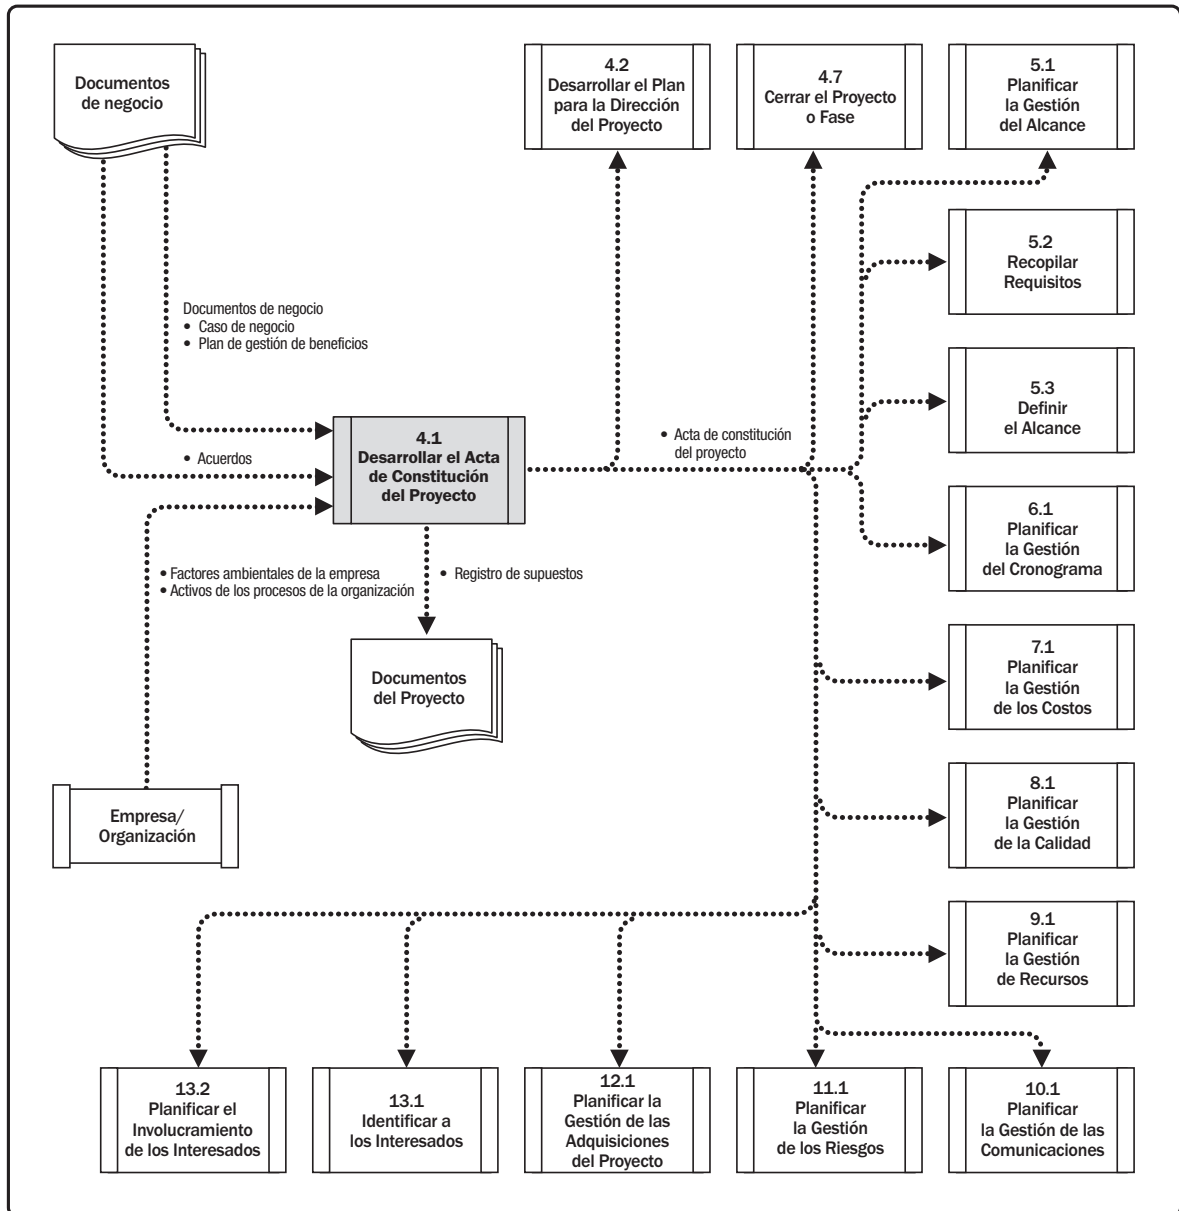 Documentos
de negocio
4.2
Desarrollar el Plan
para la Dirección
del Proyecto
4.7
Cerrar el Proyecto
o Fase
5.1
Planificar
la Gestión
del Alcance
5.2
Recopilar
Requisitos
Documentos de negocio
• Caso de negocio
• Plan de gestión de beneficios
5.3
Definir
el Alcance
4.1
Desarrollar el Acta
de Constitución
del Proyecto
• Acuerdos
• Acta de constitución
del proyecto
6.1
Planificar
la Gestión
del Cronograma
• Factores ambientales de la empresa
• Activos de los procesos de la organización
• Registro de supuestos
Documentos
del Proyecto
7.1
Planificar
la Gestión
de los Costos
Empresa/
Organización
8.1
Planificar
la Gestión
de la Calidad
9.1
Planificar
la Gestión
de Recursos
13.2
Planificar el
Involucramiento
de los Interesados
13.1
Identificar a
los Interesados
12.1
Planificar la
Gestión de las
Adquisiciones
del Proyecto
11.1
Planificar
la Gestión
de los Riesgos
10.1
Planificar
la Gestión de las
Comunicaciones